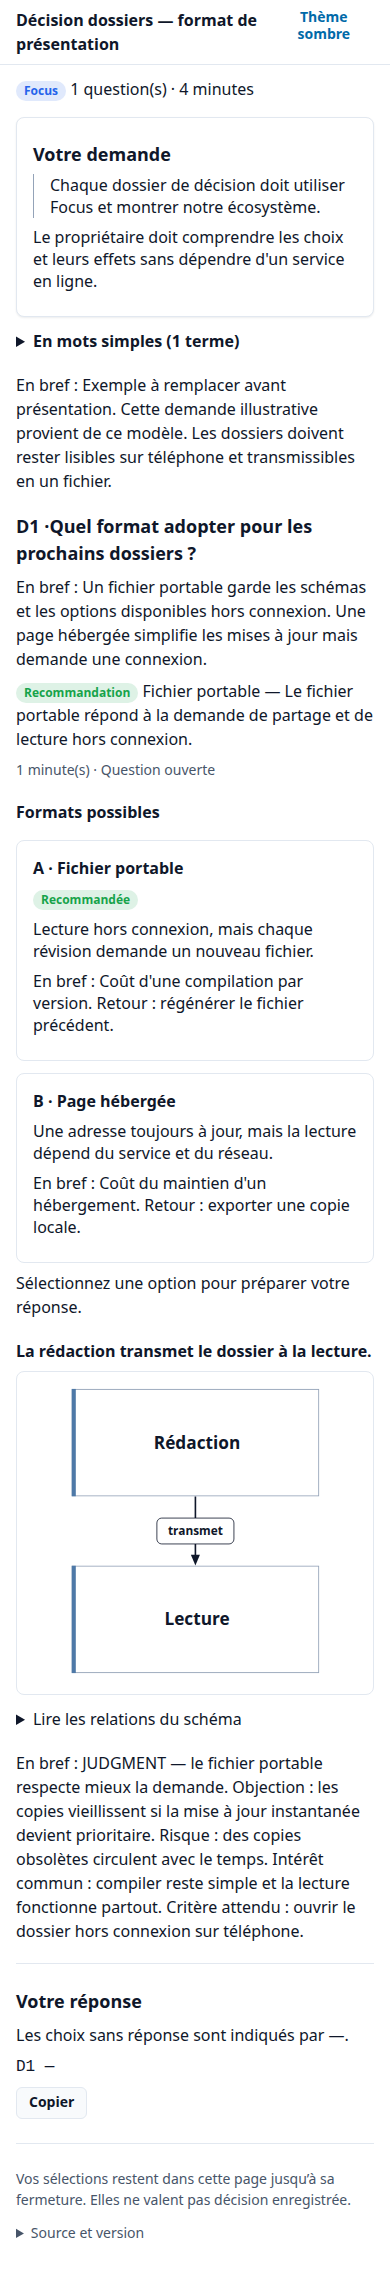 Décision dossiers — format de
présentation
Thème
sombre
Focus 1 question(s) · 4 minutes
Votre demande
Chaque dossier de décision doit utiliser
Focus et montrer notre écosystème.
Le propriétaire doit comprendre les choix
et leurs effets sans dépendre d'un service
en ligne.
En mots simples (1 terme)
En bref : Exemple à remplacer avant
présentation. Cette demande illustrative
provient de ce modèle. Les dossiers doivent
rester lisibles sur téléphone et transmissibles
en un fichier.
D1 ·Quel format adopter pour les
prochains dossiers ?
En bref : Un fichier portable garde les schémas
et les options disponibles hors connexion. Une
page hébergée simplifie les mises à jour mais
demande une connexion.
Recommandation Fichier portable — Le fichier
portable répond à la demande de partage et de
lecture hors connexion.
1 minute(s) · Question ouverte
Formats possibles
A · Fichier portable
Recommandée
Lecture hors connexion, mais chaque
révision demande un nouveau fichier.
En bref : Coût d'une compilation par
version. Retour : régénérer le fichier
précédent.
B · Page hébergée
Une adresse toujours à jour, mais la lecture
dépend du service et du réseau.
En bref : Coût du maintien d'un
hébergement. Retour : exporter une copie
locale.
Sélectionnez une option pour préparer votre
réponse.
La rédaction transmet le dossier à la lecture.
Rédaction
transmet
Lecture
Lire les relations du schéma
En bref : JUDGMENT — le fichier portable
respecte mieux la demande. Objection : les
copies vieillissent si la mise à jour instantanée
devient prioritaire. Risque : des copies
obsolètes circulent avec le temps. Intérêt
commun : compiler reste simple et la lecture
fonctionne partout. Critère attendu : ouvrir le
dossier hors connexion sur téléphone.
Votre réponse
Les choix sans réponse sont indiqués par —.
D1 —
Copier
Vos sélections restent dans cette page jusqu'à sa
fermeture. Elles ne valent pas décision enregistrée.
Source et version